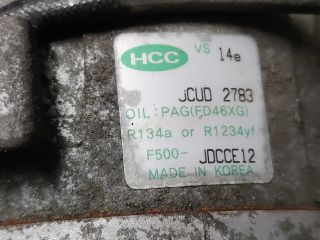 HCC VS 14e
JCUD 2783
OIL:PAG(FD46XG)
R134a or R1234yf
F500- JDCCE12
MADE IN KOREA